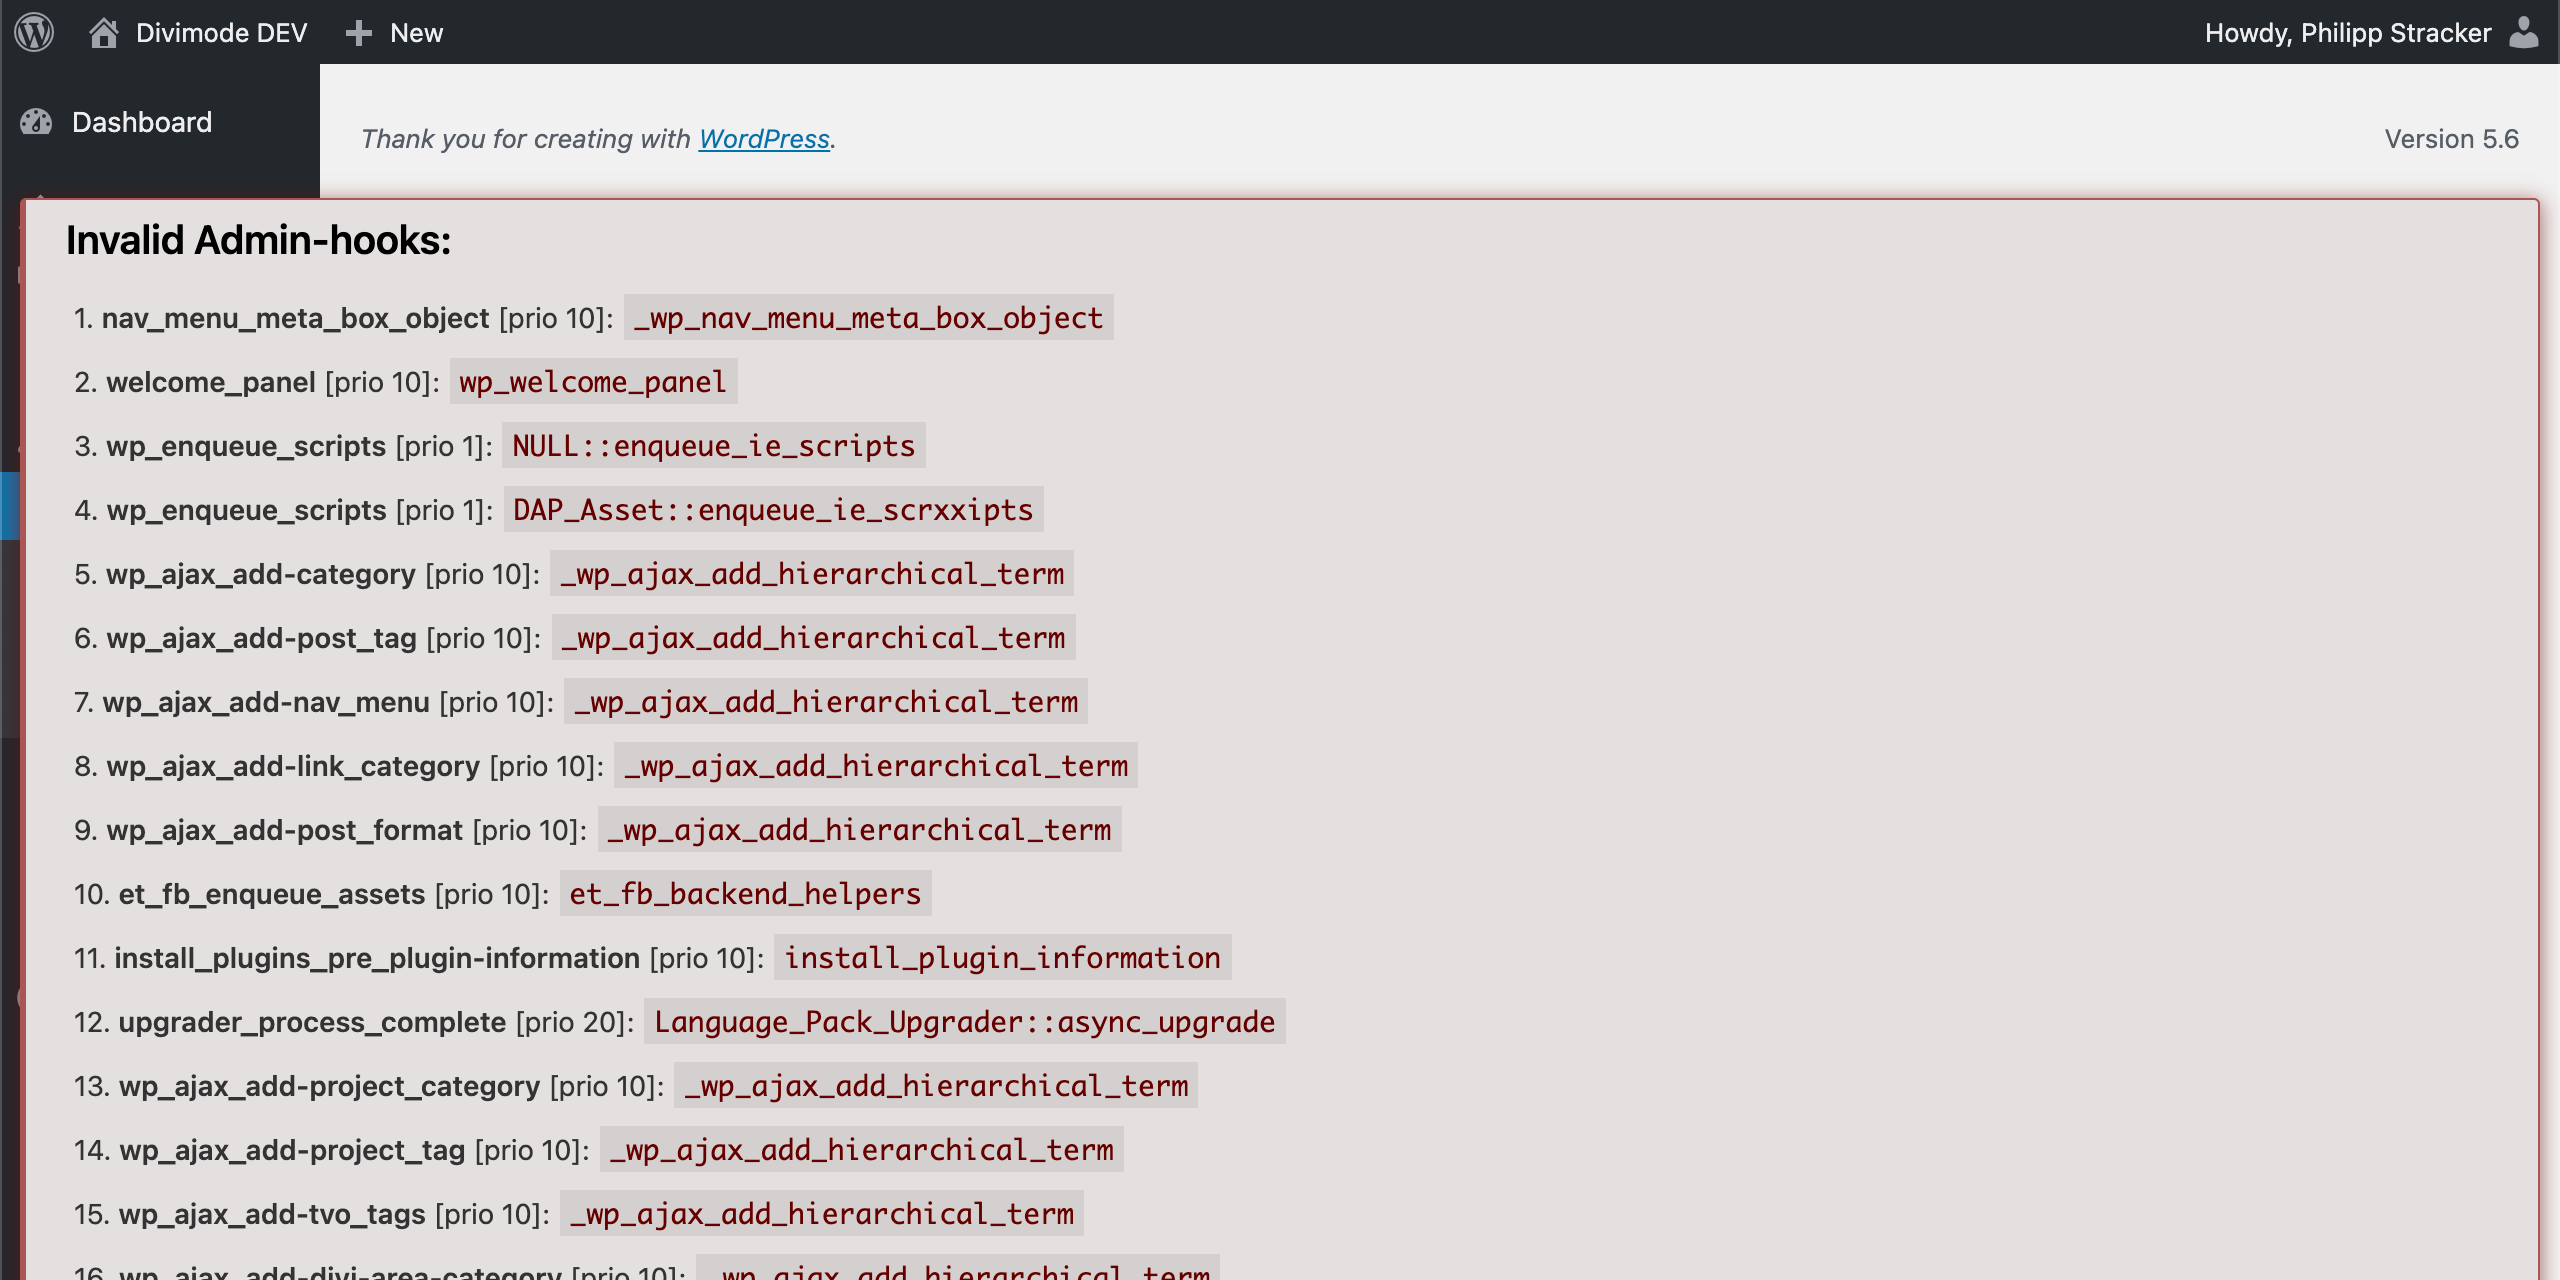 Divimode DEV New Howdy, Philipp Stracker
Dashboard
Thank you for creating with WordPress. Version 5.6
Invalid Admin-hooks:
1. nav_menu_meta_box_object [prio 10]: _wp_nav_menu_meta_box_object
2. welcome_panel [prio 10]: wp_welcome_panel
3. wp_enqueue_scripts [prio 1]: NULL::enqueue_ie_scripts
4. wp_enqueue_scripts [prio 1]: DAP_Asset::enqueue_ie_scrxxipts
5. wp_ajax_add-category [prio 10]: _wp_ajax_add_hierarchical_term
6. wp_ajax_add-post_tag [prio 10]: _wp_ajax_add_hierarchical_term
7. wp_ajax_add-nav_menu [prio 10]: _wp_ajax_add_hierarchical_term
8. wp_ajax_add-link_category [prio 10]: _wp_ajax_add_hierarchical_term
9. wp_ajax_add-post_format [prio 10]: _wp_ajax_add_hierarchical_term
10. et_fb_enqueue_assets [prio 10]: et_fb_backend_helpers
11. install_plugins_pre_plugin-information [prio 10]: install_plugin_information
12. upgrader_process_complete [prio 20]: Language_Pack_Upgrader::async_upgrade
13. wp_ajax_add-project_category [prio 10]: _wp_ajax_add_hierarchical_term
14. wp_ajax_add-project_tag [prio 10]: _wp_ajax_add_hierarchical_term
15. wp_ajax_add-tvo_tags [prio 10]: _wp_ajax_add_hierarchical_term
16. wp_ajax_add-divi-area-category [prio 10]: _wp_ajax_add_hierarchical_term